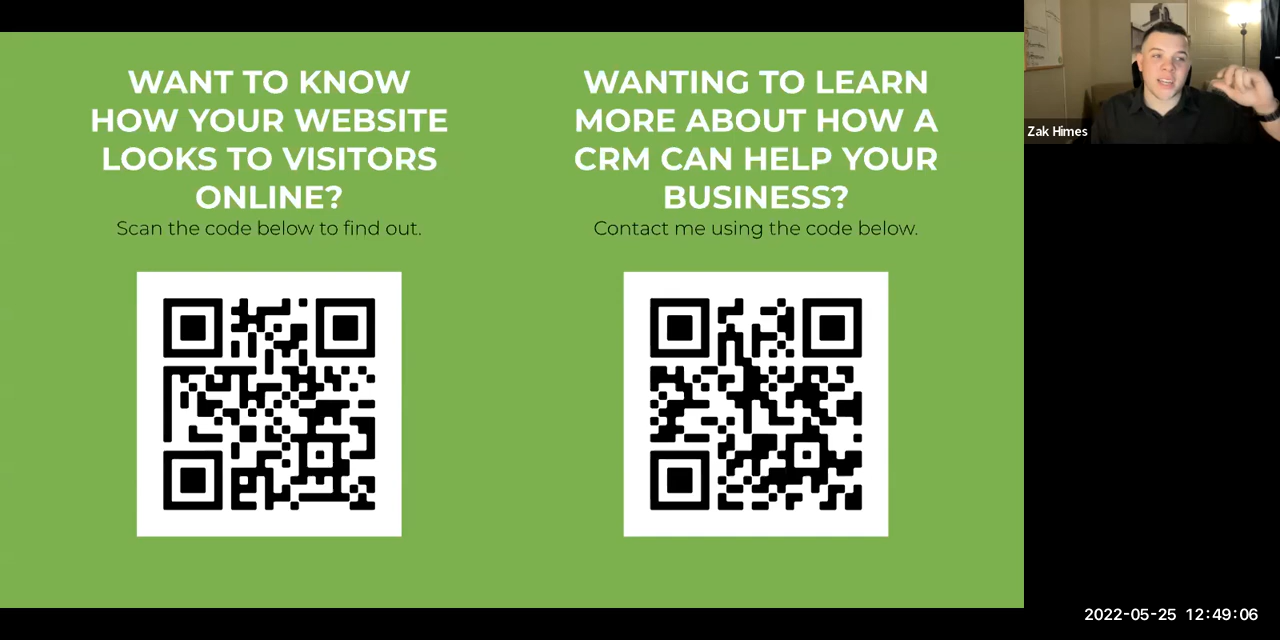 WANT TO KNOW
HOW YOUR WEBSITE
LOOKS TO VISITORS
ONLINE?
Scan the code below to find out.
WANTING TO LEARN
MORE ABOUT HOW A
CRM CAN HELP YOUR
BUSINESS?
Contact me using the code below.
Zak Himes
2022-05-25 12:49:06